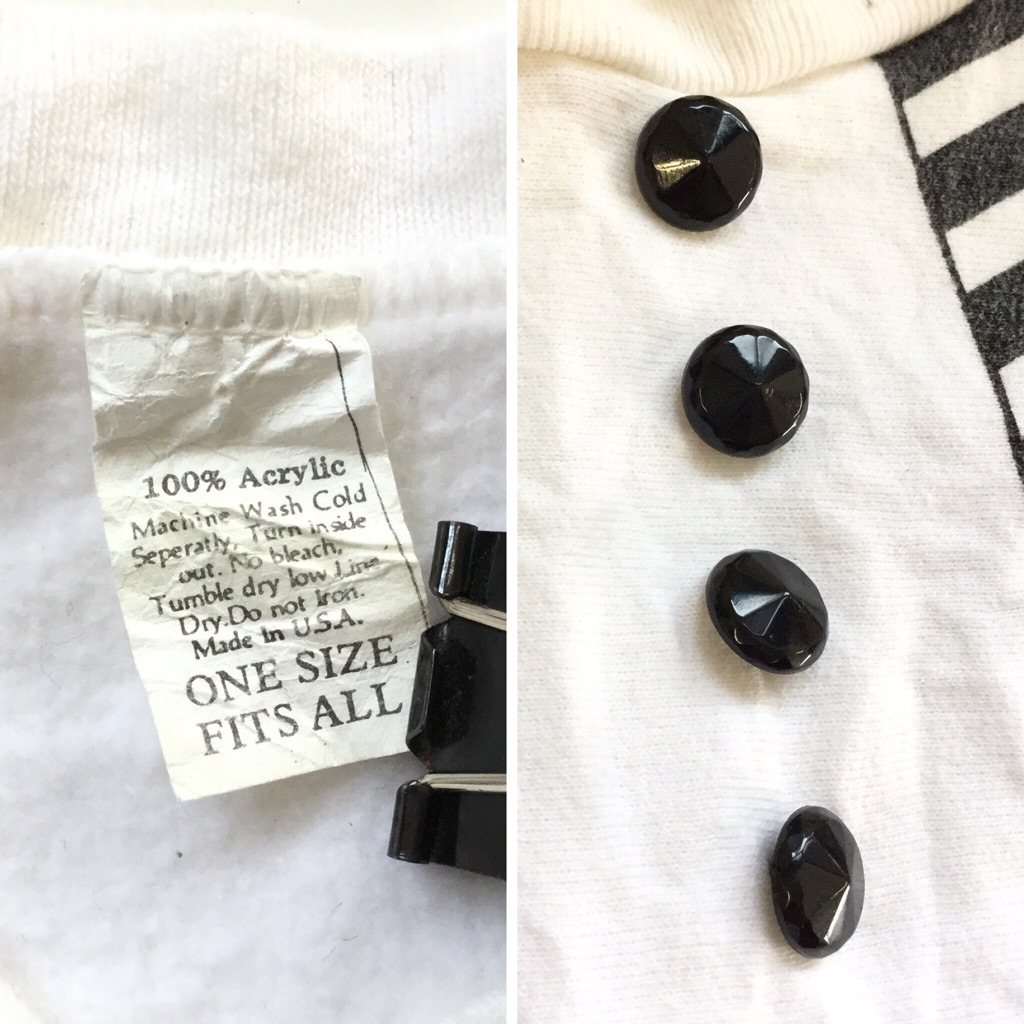 100% Acrylic
Machine Wash Cold
Seperatly, Turn inside
out. No bleach,
Tumble dry low Line
Dry.Do not Iron.
Made In U.S.A.
ONE SIZE
FITS ALL